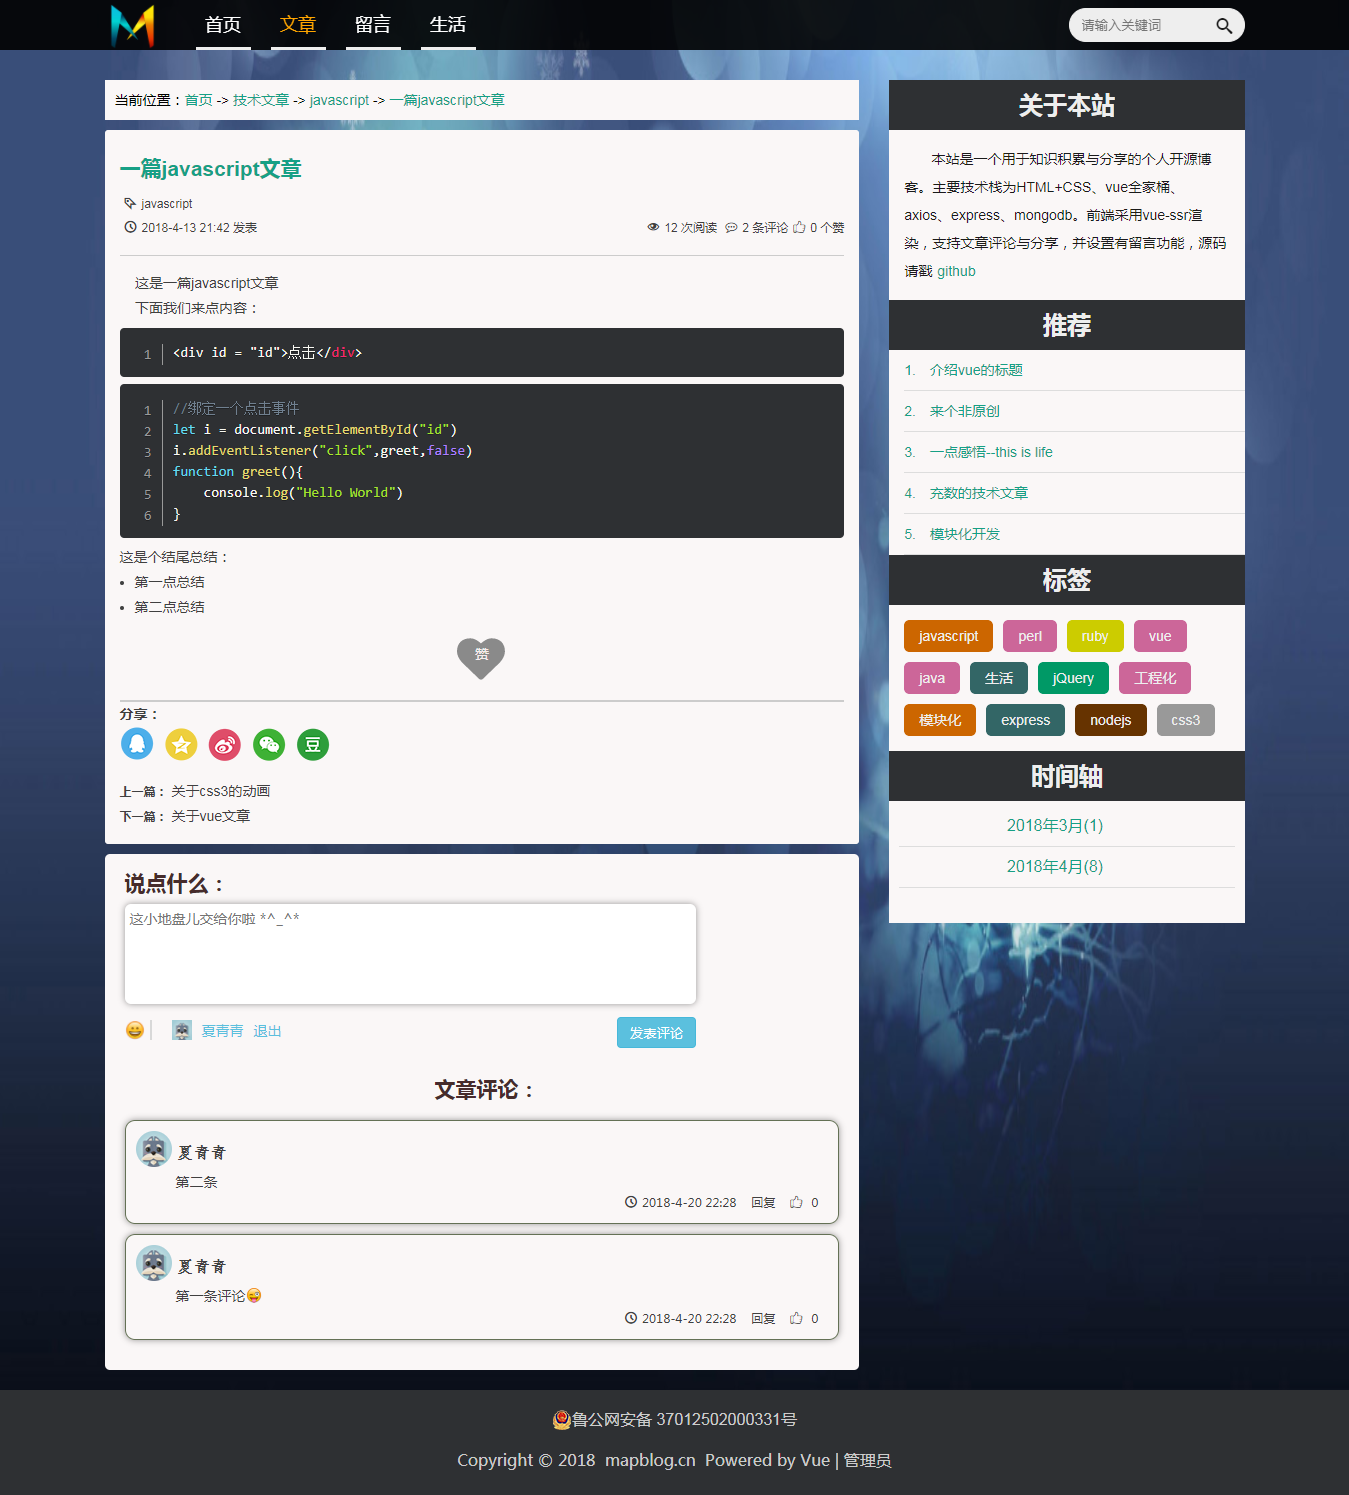 首页 文章 留言 生活 请输入关键词
当前位置：首页 -> 技术文章 -> javascript -> 一篇javascript文章
一篇javascript文章
javascript
2018-4-13 21:42 发表 12 次阅读 2 条评论 0 个赞
这是一篇javascript文章
下面我们来点内容：
1 <div id = "id">点击</div>
1 //绑定一个点击事件
2 let i = document.getElementById("id")
3 i.addEventListener("click",greet,false)
4 function greet(){
5 console.log("Hello World")
6 }
这是个结尾总结：
• 第一点总结
• 第二点总结
赞
分享：
豆
上一篇： 关于css3的动画
下一篇： 关于vue文章
说点什么：
这小地盘儿交给你啦 *^_^*
夏青青 退出 发表评论
文章评论：
夏青青
第二条
2018-4-20 22:28 回复 0
夏青青
第一条评论😜
2018-4-20 22:28 回复 0
关于本站
本站是一个用于知识积累与分享的个人开源博
客。主要技术栈为HTML+CSS、vue全家桶、
axios、express、mongodb。前端采用vue-ssr渲
染，支持文章评论与分享，并设置有留言功能，源码
请戳 github
推荐
1. 介绍vue的标题
2. 来个非原创
3. 一点感悟--this is life
4. 充数的技术文章
5. 模块化开发
标签
javascript perl ruby vue
java 生活 jQuery 工程化
模块化 express nodejs css3
时间轴
2018年3月(1)
2018年4月(8)
鲁公网安备 37012502000331号
Copyright © 2018 mapblog.cn Powered by Vue | 管理员